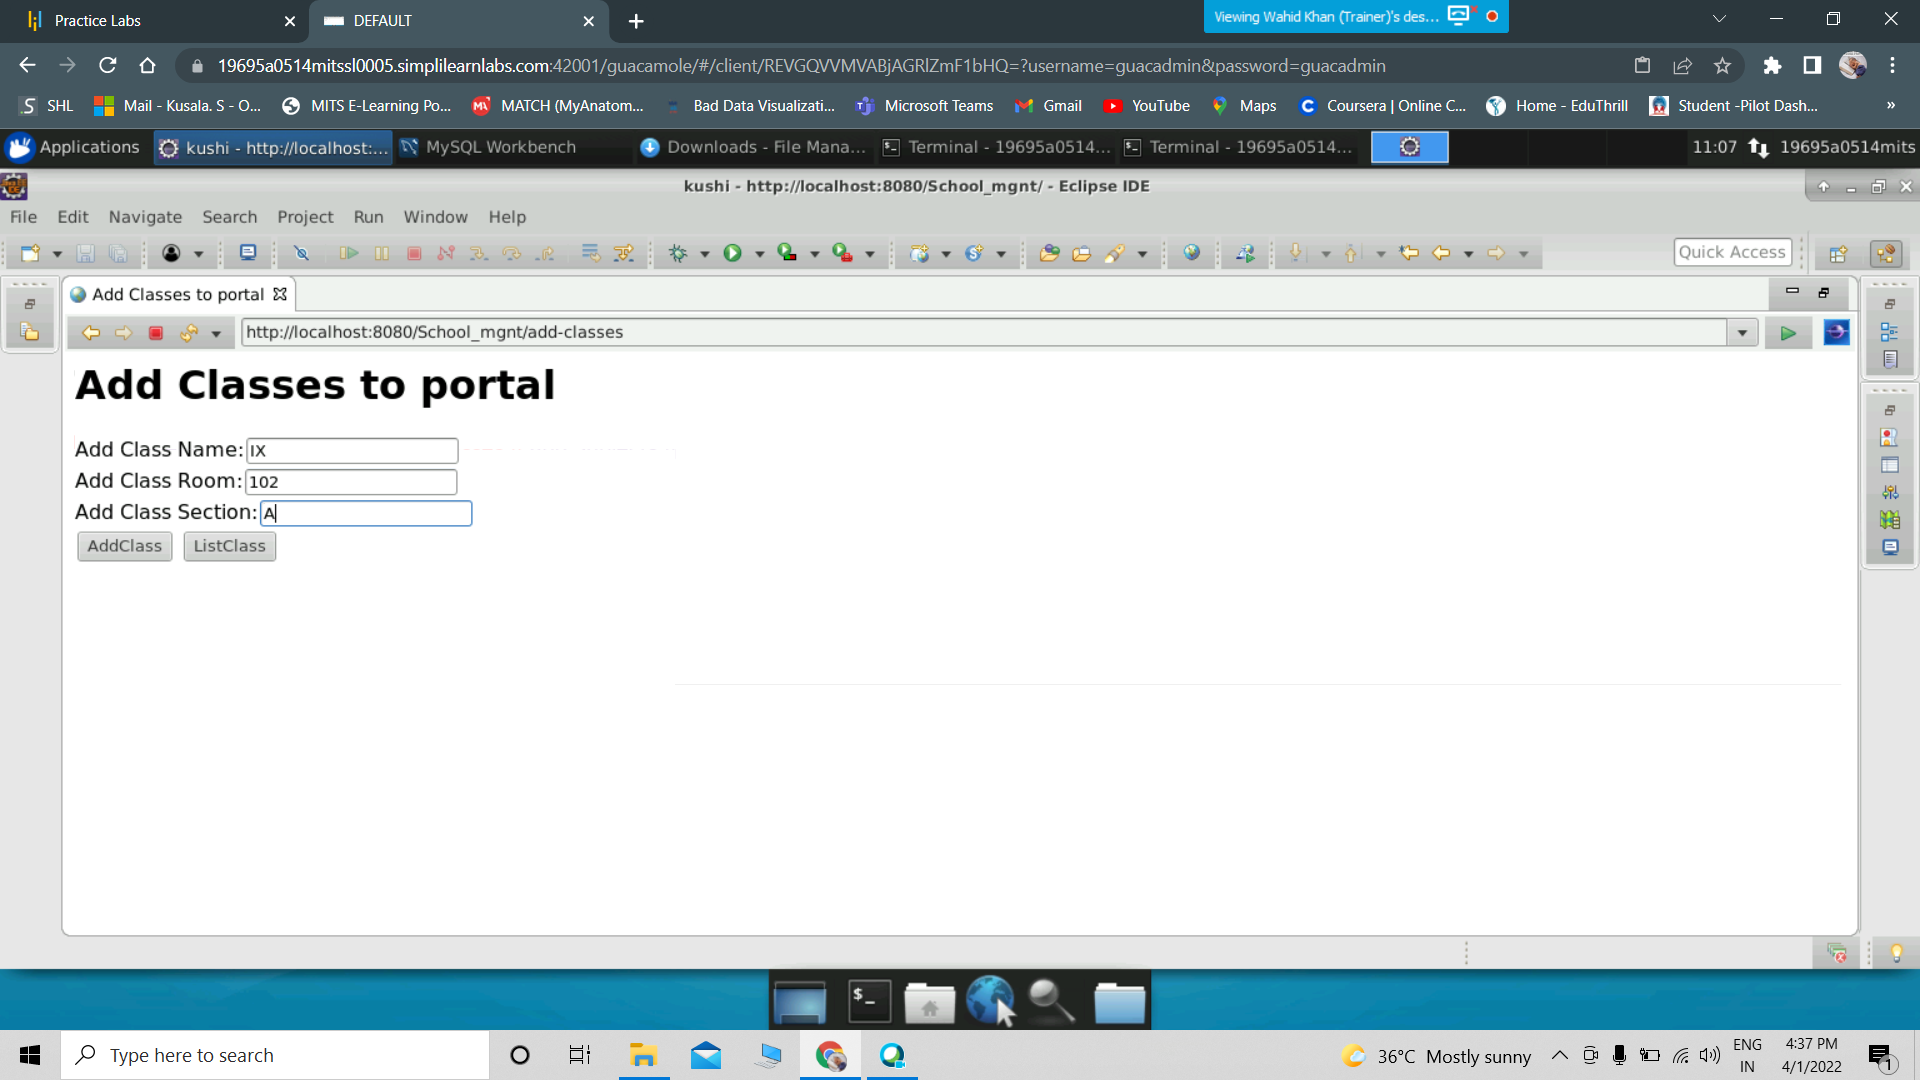 Practice Labs
DEFAULT
Viewing Wahid Khan (Trainer)'s des...
19695a0514mitssl0005.simplilearnlabs.com:42001/guacamole/#/client/REVGQVVMVABjAGRlZmF1bHQ=?username=guacadmin&password=guacadmin
SHL
Mail - Kusala. S - O...
MITS E-Learning Po...
MATCH (MyAnatom...
Bad Data Visualizati...
Microsoft Teams
Gmail
YouTube
Maps
Coursera | Online C...
Home - EduThrill
Student -Pilot Dash...
»
Applications
kushi - http://localhost:...
MySQL Workbench
Downloads - File Mana...
Terminal - 19695a0514...
Terminal - 19695a0514...
11:07
19695a0514mits
kushi - http://localhost:8080/School_mgnt/ - Eclipse IDE
File Edit Navigate Search Project Run Window Help
Quick Access
Add Classes to portal
http://localhost:8080/School_mgnt/add-classes
Add Classes to portal
Add Class Name: IX
Add Class Room: 102
Add Class Section: A
AddClass ListClass
Type here to search
36°C Mostly sunny
ENG
IN
4:37 PM
4/1/2022
1